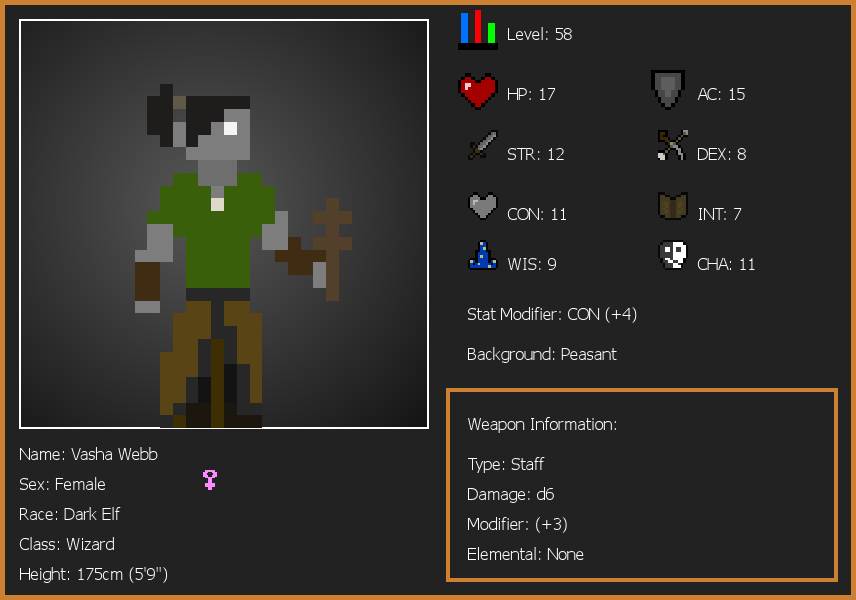 Level: 58
HP: 17
AC: 15
STR: 12
DEX: 8
CON: 11
INT: 7
WIS: 9
CHA: 11
Stat Modifier: CON (+4)
Background: Peasant
Weapon Information:
Type: Staff
Damage: d6
Modifier: (+3)
Elemental: None
Name: Vasha Webb
Sex: Female
Race: Dark Elf
Class: Wizard
Height: 175cm (5'9")